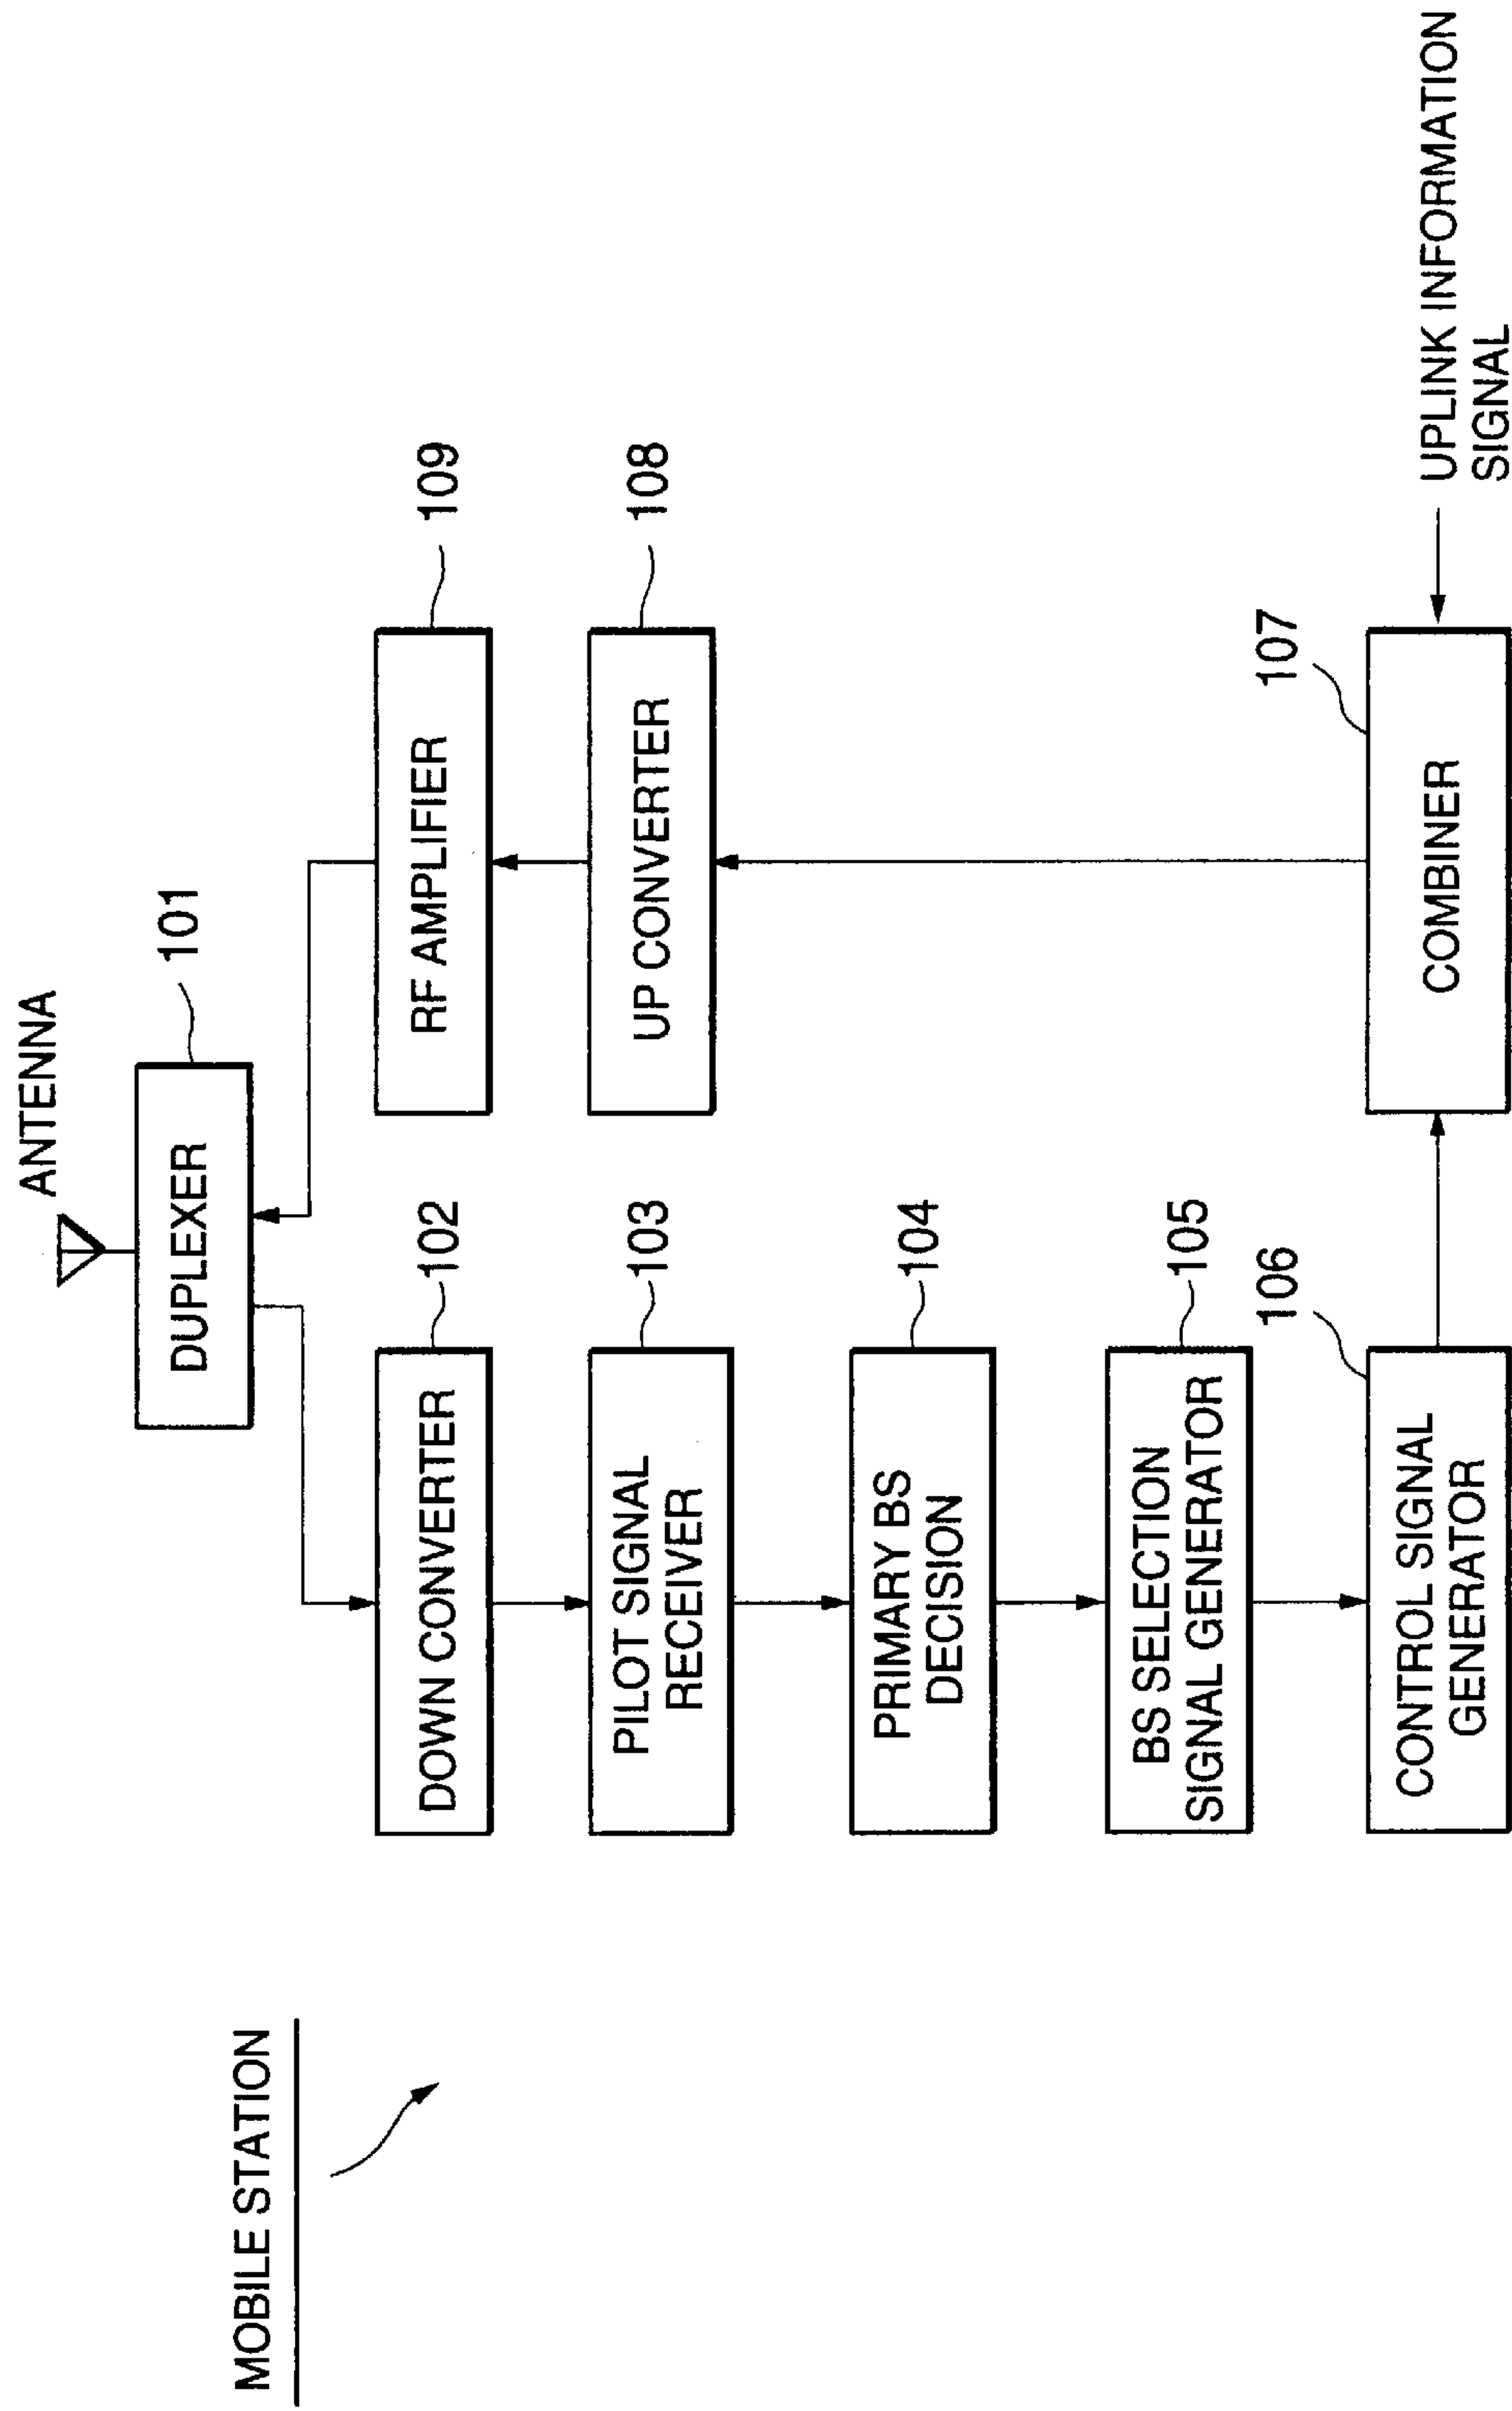 MOBILE STATION
ANTENNA
DUPLEXER
101
DOWN CONVERTER
102
PILOT SIGNAL
RECEIVER
103
PRIMARY BS
DECISION
104
BS SELECTION
SIGNAL GENERATOR
105
CONTROL SIGNAL
GENERATOR
106
RF AMPLIFIER
109
UP CONVERTER
108
COMBINER
107
UPLINK INFORMATION
SIGNAL